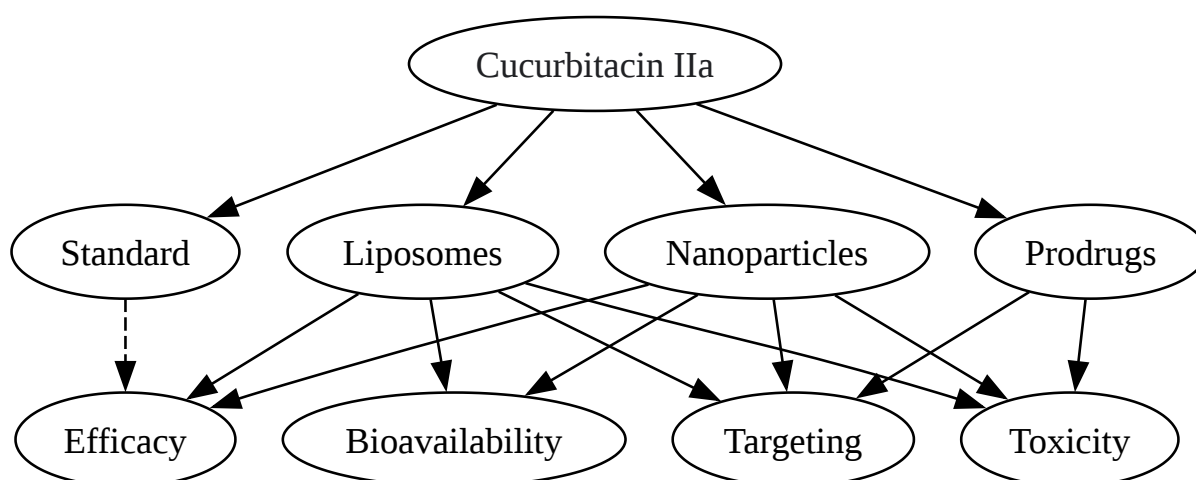 Cucurbitacin IIa
Standard
Liposomes
Nanoparticles
Prodrugs
Efficacy
Bioavailability
Targeting
Toxicity